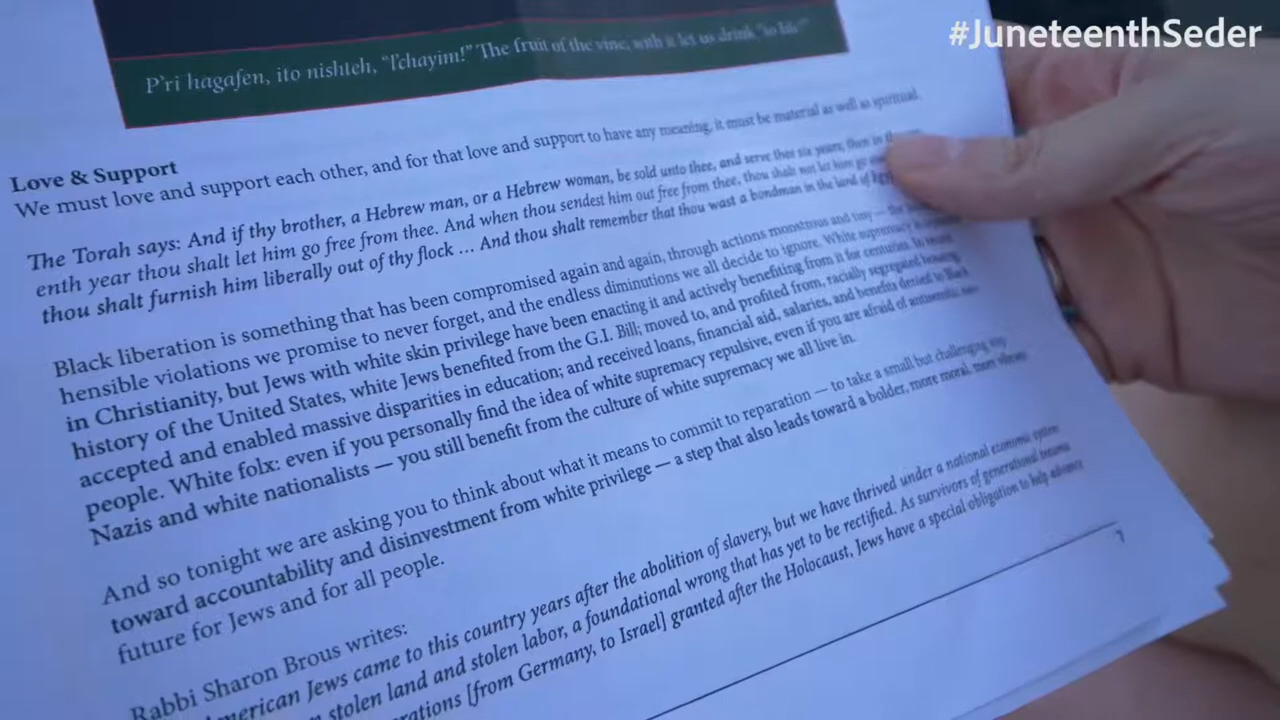 #JuneteenthSeder
P'ri hagafen, ito nishteh, "l'chayim!" The fruit of the vine, with it let us drink "to life"
Love & Support
We must love and support each other, and for that love and support to have any meaning, it must be material as well as spiritual.
The Torah says: And if thy brother, a Hebrew man, or a Hebrew woman, be sold unto thee, and serve thee six years, then in the
enth year thou shalt let him go free from thee. And when thou sendest him out free from thee, thou shalt not let him go
thou shalt furnish him liberally out of thy flock ... And thou shalt remember that thou wast a bondman in the land of
Black liberation is something that has been compromised again and again, through actions monstrous and tiny — the
hensible violations we promise to never forget, and the endless diminutions we all decide to ignore. White supremacy is
in Christianity, but Jews with white skin privilege have been enacting it and actively benefiting from it for centuries. In recent
history of the United States, white Jews benefited from the G.I. Bill; moved to, and profited from, racially segregated housing,
accepted and enabled massive disparities in education; and received loans, financial aid, salaries, and benefits denied to Black
people. White folx: even if you personally find the idea of white supremacy repulsive, even if you are afraid of antisemitic
Nazis and white nationalists — you still benefit from the culture of white supremacy we all live in.
And so tonight we are asking you to think about what it means to commit to reparation — to take a small but challenging step
toward accountability and disinvestment from white privilege — a step that also leads toward a bolder, more moral, more vibrant
future for Jews and for all people.
Rabbi Sharon Brous writes:
American Jews came to this country years after the abolition of slavery, but we have thrived under a national economic system
stolen land and stolen labor, a foundational wrong that has yet to be rectified. As survivors of generational trauma
[from Germany, to Israel] granted after the Holocaust, Jews have a special obligation to help advance
7